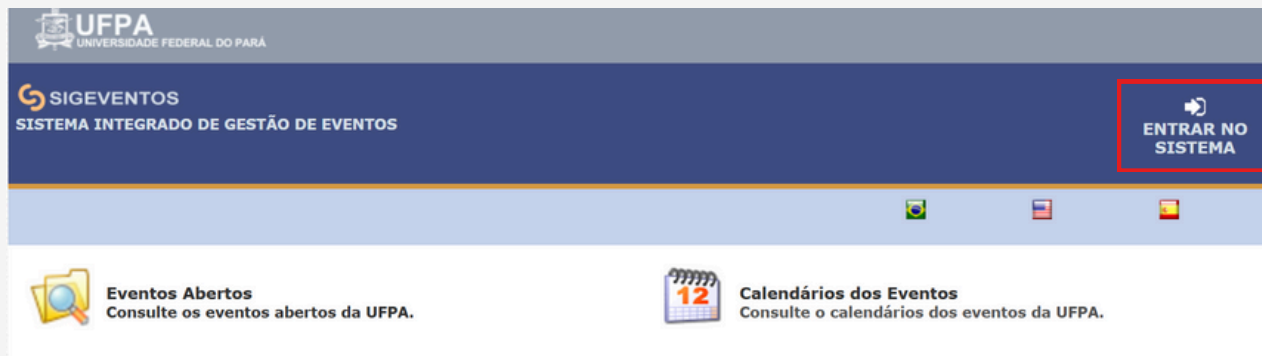 UFPA
UNIVERSIDADE FEDERAL DO PARÁ
SIGEVENTOS
SISTEMA INTEGRADO DE GESTÃO DE EVENTOS
ENTRAR NO
SISTEMA
Eventos Abertos
Consulte os eventos abertos da UFPA.
12
Calendários dos Eventos
Consulte o calendários dos eventos da UFPA.